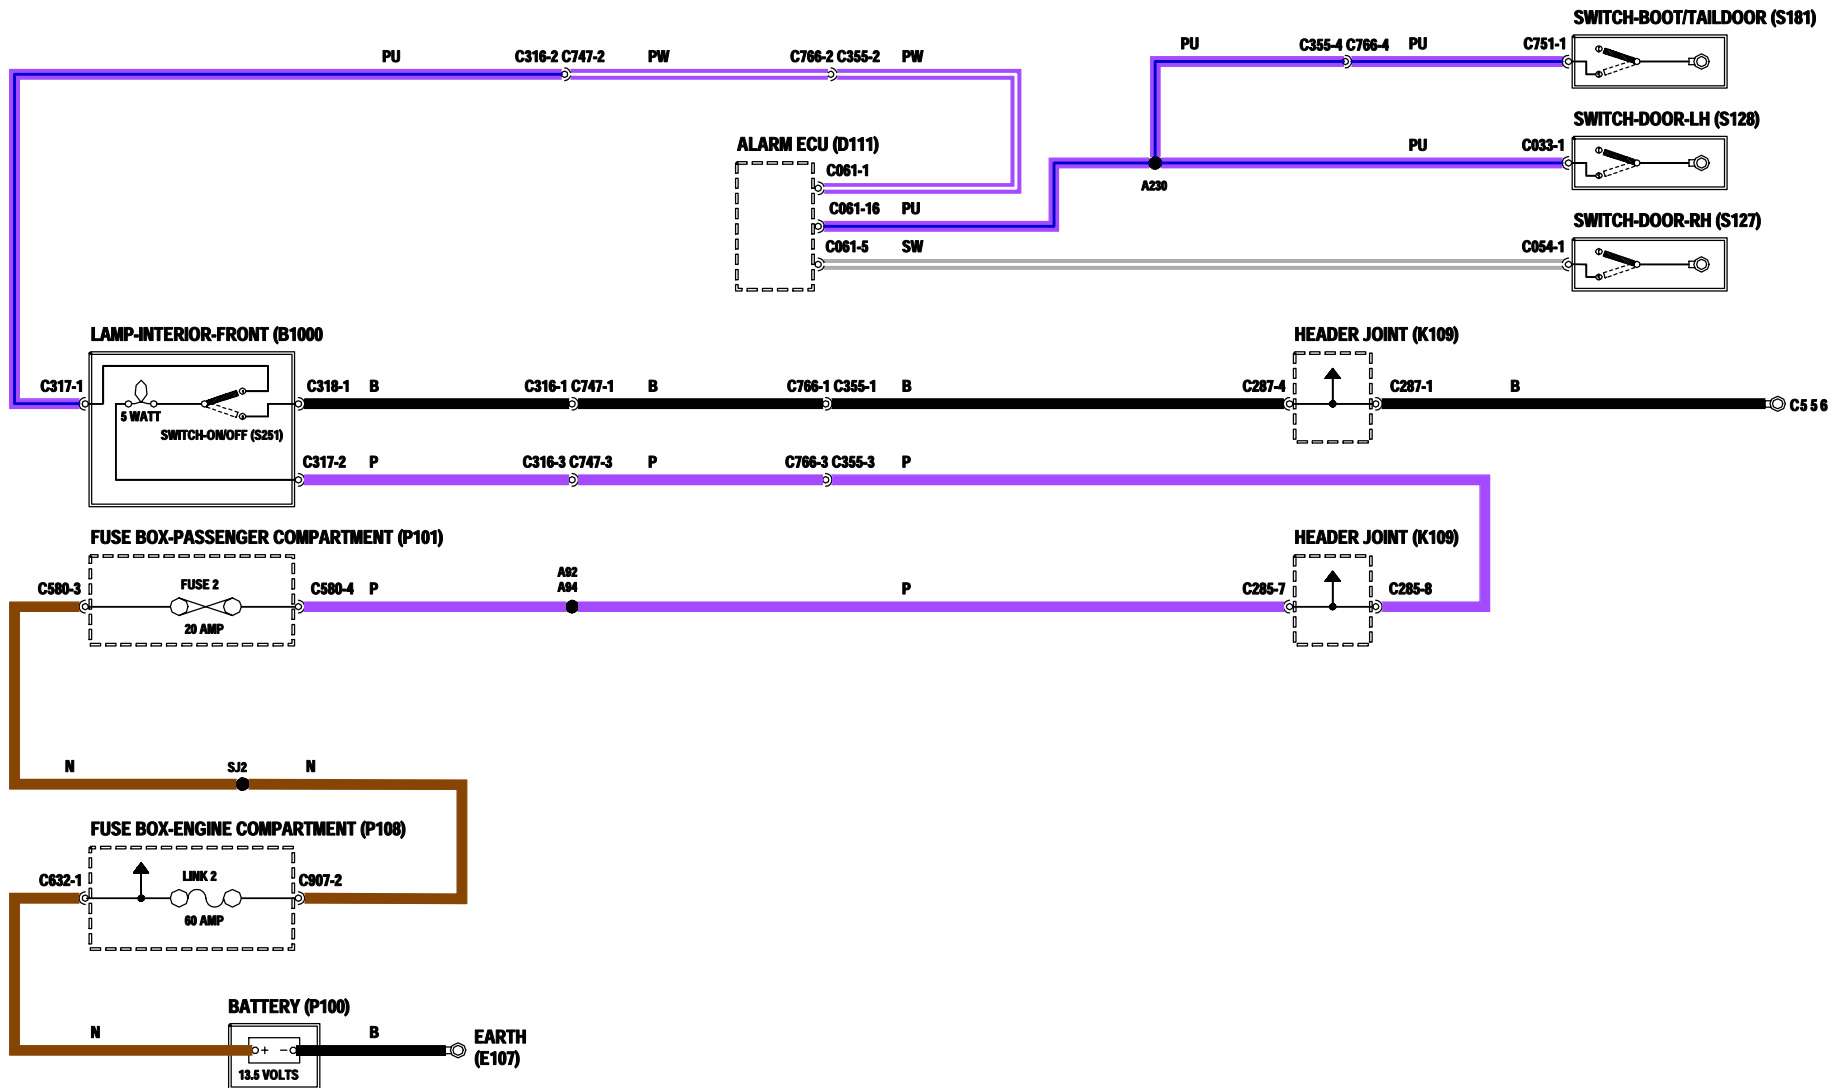 SWITCH-BOOT/TAILDOOR (S181)
PU C316-2 C747-2 PW C766-2 C355-2 PW PU C355-4 C766-4 PU C751-1
SWITCH-DOOR-LH (S128)
ALARM ECU (D111) PU C033-1
C061-1
A230
C061-16 PU
SWITCH-DOOR-RH (S127)
C061-5 SW C054-1
LAMP-INTERIOR-FRONT (B1000 HEADER JOINT (K109)
C317-1 C318-1 B C316-1 C747-1 B C766-1 C355-1 B C287-4 C287-1 B
C556
5 WATT
SWITCH-ON/OFF (S251)
C317-2 P C316-3 C747-3 P C766-3 C355-3 P
FUSE BOX-PASSENGER COMPARTMENT (P101) HEADER JOINT (K109)
A92
C580-3 FUSE 2 C580-4 P A94 P C285-7 C285-8
20 AMP
N SJ2 N
FUSE BOX-ENGINE COMPARTMENT (P108)
C632-1 LINK 2 C907-2
60 AMP
BATTERY (P100)
N B EARTH
+ - (E107)
13.5 VOLTS